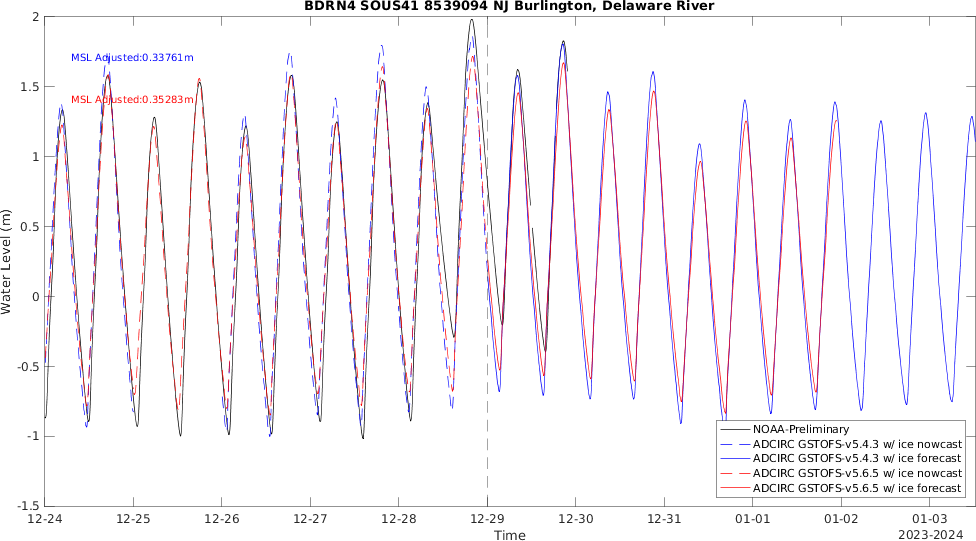 BDRN4 SOUS41 8539094 NJ Burlington, Delaware River
2
1.5
1
0.5
0
-0.5
-1
-1.5
Water Level (m)
MSL Adjusted:0.33761m
MSL Adjusted:0.35283m
NOAA-Preliminary
ADCIRC GSTOFS-v5.4.3 w/ ice nowcast
ADCIRC GSTOFS-v5.4.3 w/ ice forecast
ADCIRC GSTOFS-v5.6.5 w/ ice nowcast
ADCIRC GSTOFS-v5.6.5 w/ ice forecast
12-24 12-25 12-26 12-27 12-28 12-29 12-30 12-31 01-01 01-02 01-03
Time
2023-2024